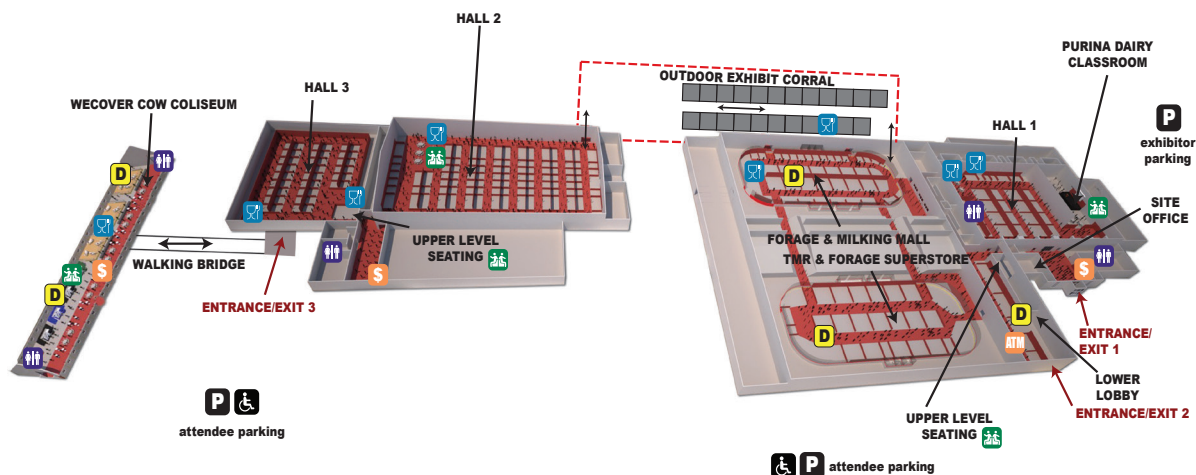 HALL 2
PURINA DAIRY
CLASSROOM
OUTDOOR EXHIBIT CORRAL
WECOVER COW COLISEUM
HALL 3
HALL 1
P
exhibitor
parking
D
D
SITE
OFFICE
UPPER LEVEL
SEATING
FORAGE & MILKING MALL
TMR & FORAGE SUPERSTORE
WALKING BRIDGE
$
$
$
D
ENTRANCE/EXIT 3
D
D
ATM
ENTRANCE/
EXIT 1
LOWER
LOBBY
P
attendee parking
UPPER LEVEL
SEATING
ENTRANCE/EXIT 2
P attendee parking